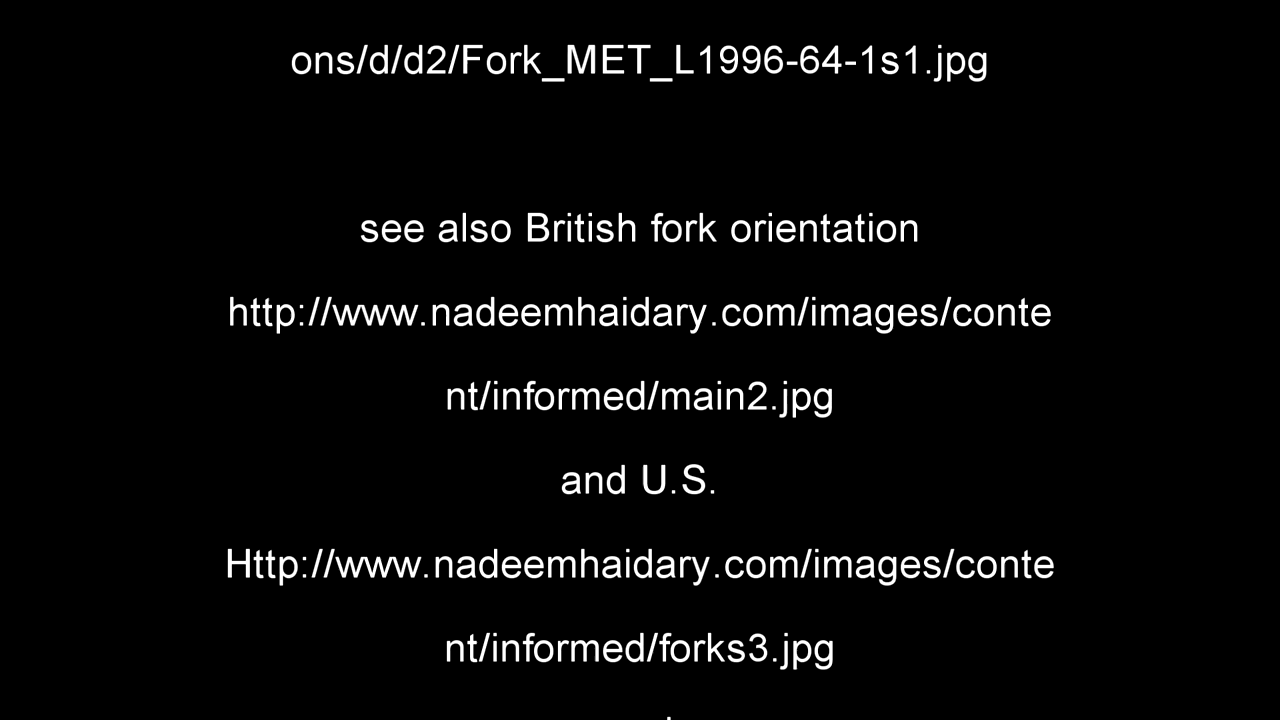 ons/d/d2/Fork_MET_L1996-64-1s1.jpg
see also British fork orientation
http://www.nadeemhaidary.com/images/conte
nt/informed/main2.jpg
and U.S.
Http://www.nadeemhaidary.com/images/conte
nt/informed/forks3.jpg